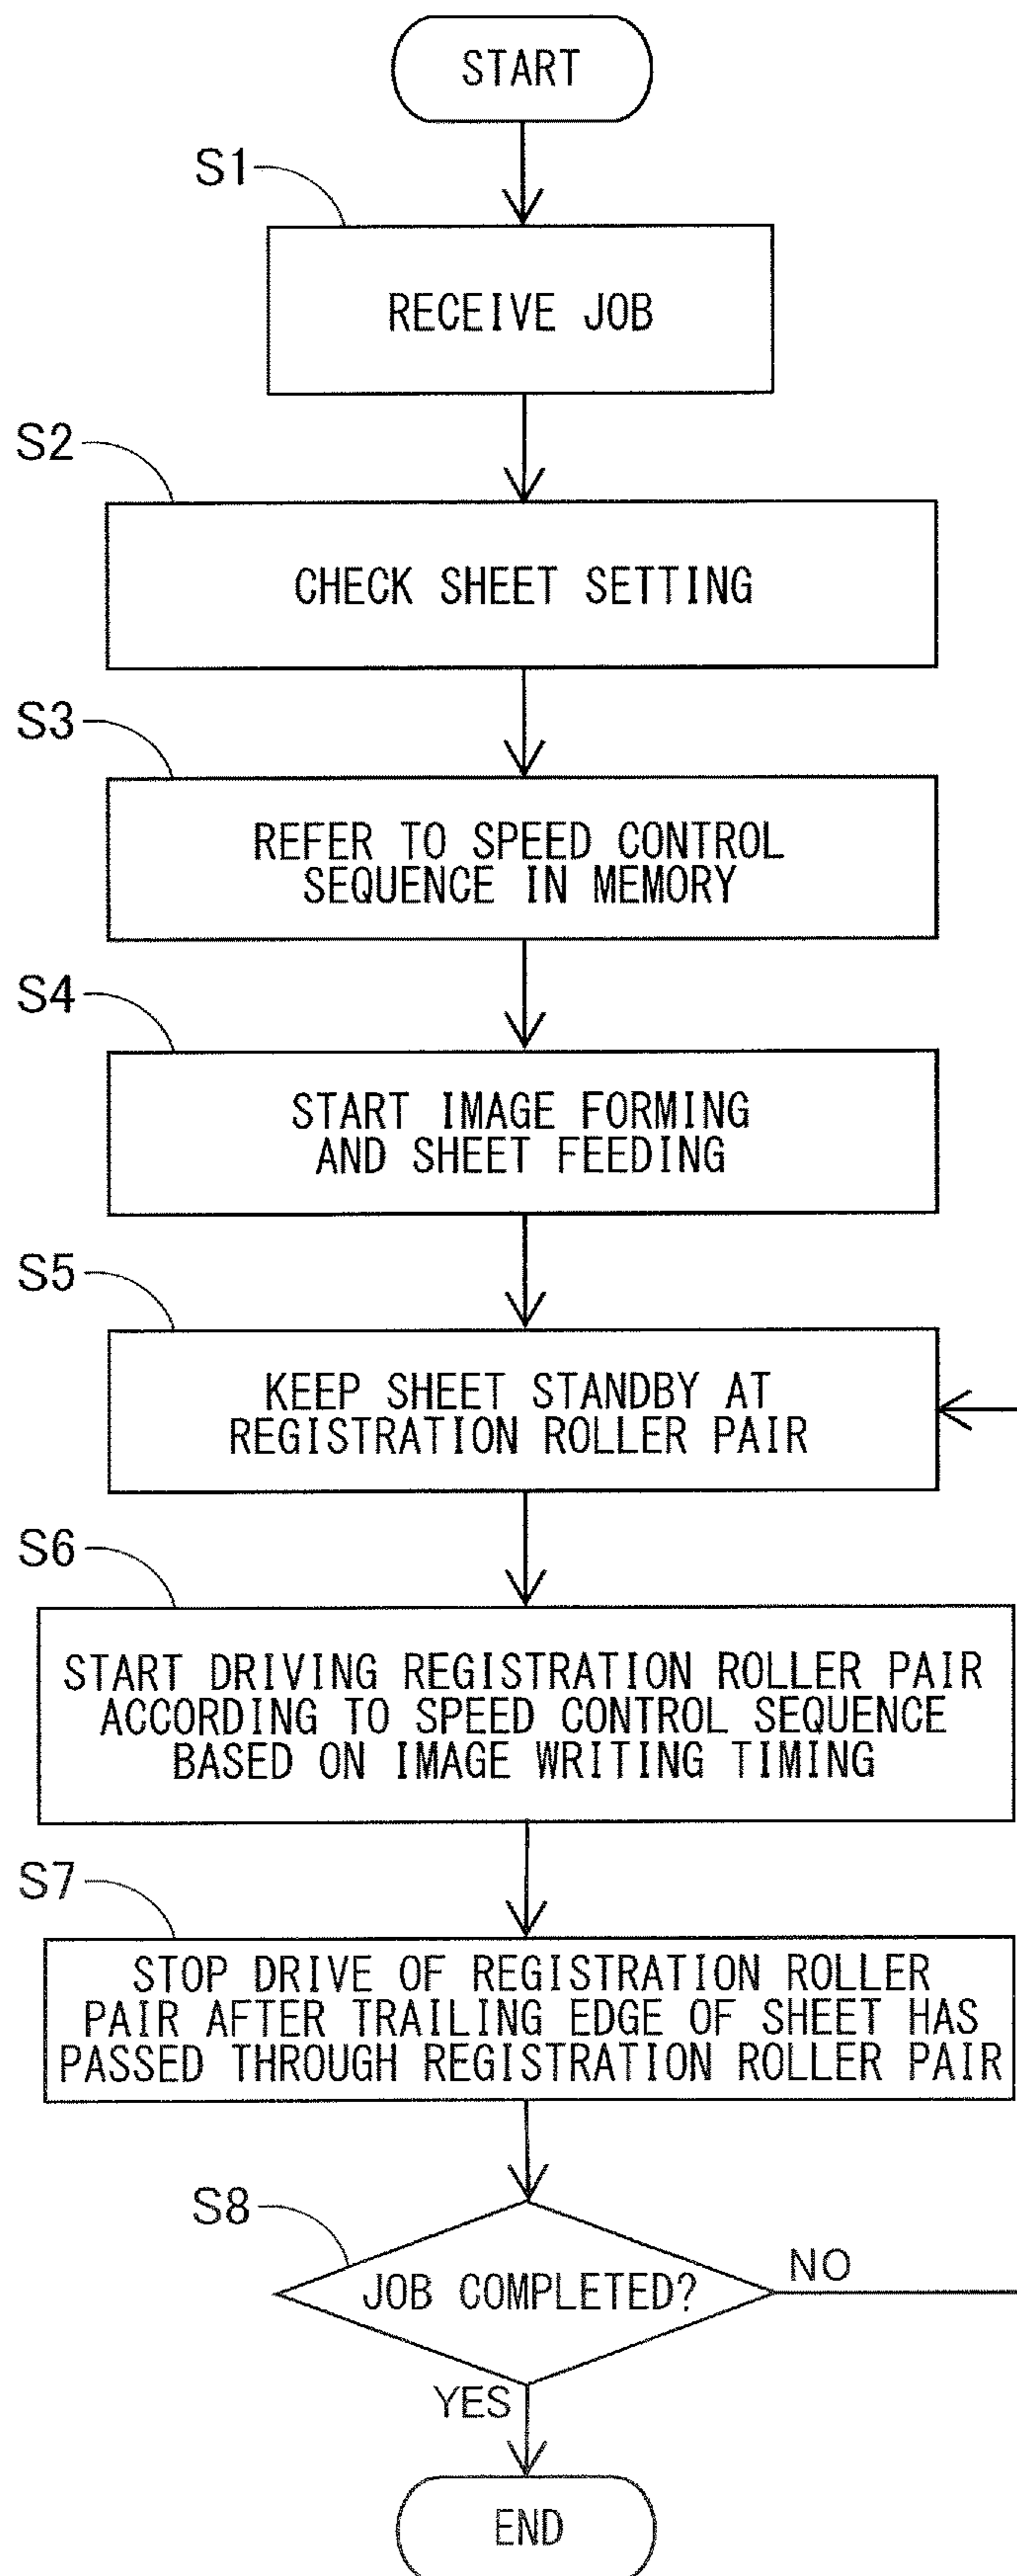 START
S1
RECEIVE JOB
S2
CHECK SHEET SETTING
S3
REFER TO SPEED CONTROL
SEQUENCE IN MEMORY
S4
START IMAGE FORMING
AND SHEET FEEDING
S5
KEEP SHEET STANDBY AT
REGISTRATION ROLLER PAIR
S6
START DRIVING REGISTRATION ROLLER PAIR
ACCORDING TO SPEED CONTROL SEQUENCE
BASED ON IMAGE WRITING TIMING
S7
STOP DRIVE OF REGISTRATION ROLLER
PAIR AFTER TRAILING EDGE OF SHEET HAS
PASSED THROUGH REGISTRATION ROLLER PAIR
S8
JOB COMPLETED?
NO
YES
END